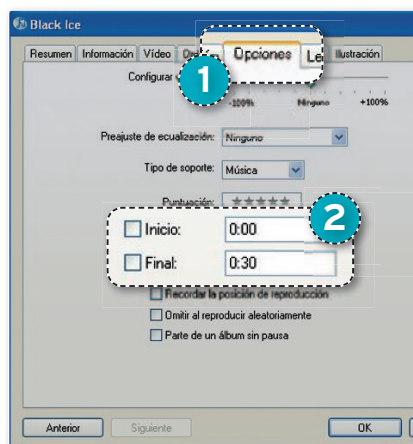 Black Ice
Resumen Información Vídeo Opciones Ilustración
1
Configurar
-100% Ninguno +100%
Preajuste de ecualización: Ninguno
Tipo de soporte: Música
Puntuación: ★★★★★
2
Inicio: 0:00
Final: 0:30
Recordar la posición de reproducción
Omitir al reproducir aleatoriamente
Parte de un álbum sin pausa
Anterior Siguiente OK